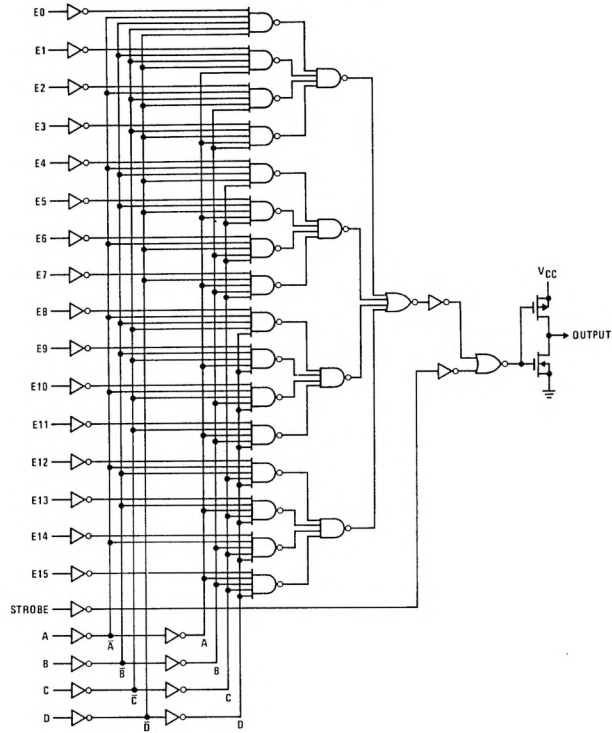 E0
E1
E2
E3
E4
E5
E6
E7
VCC
E8
OUTPUT
E9
E10
E11
E12
E13
E14
E15
STROBE
A
A̅
A
B
B̅
B
C
C̅
C
D
D̅
D